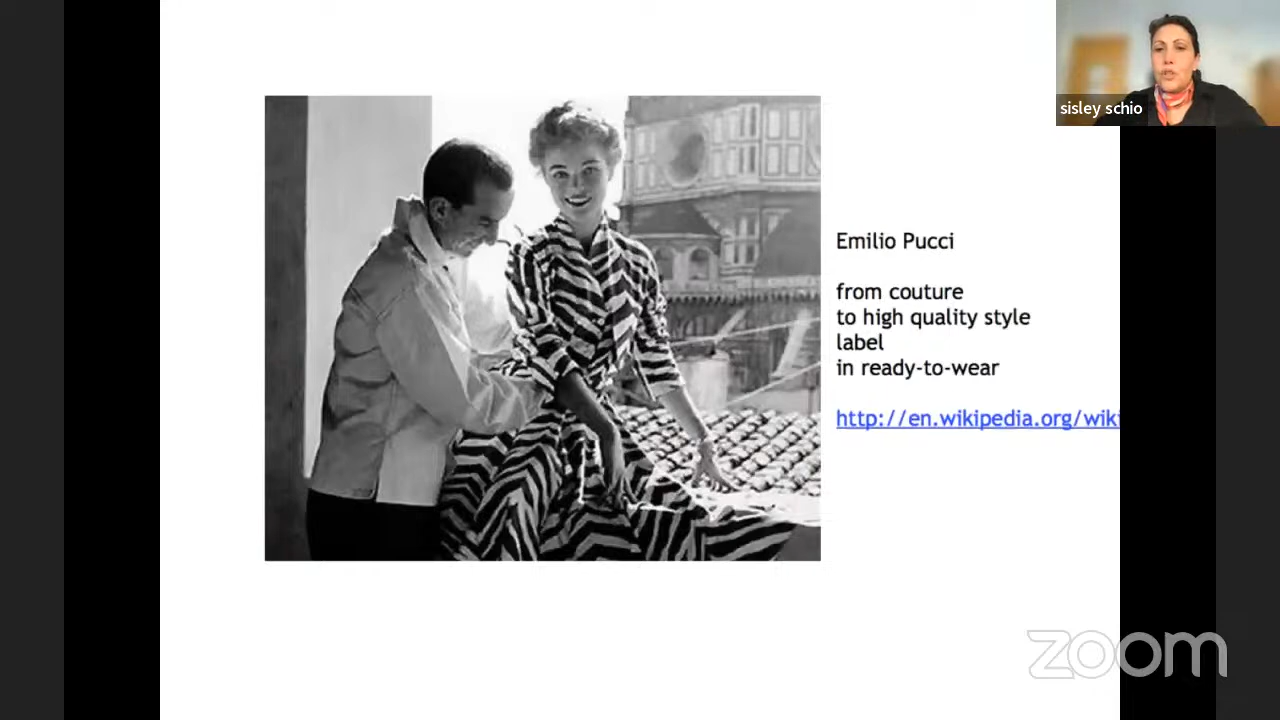 sisley schio
Emilio Pucci
from couture
to high quality style
label
in ready-to-wear
http://en.wikipedia.org/wiki
zoom